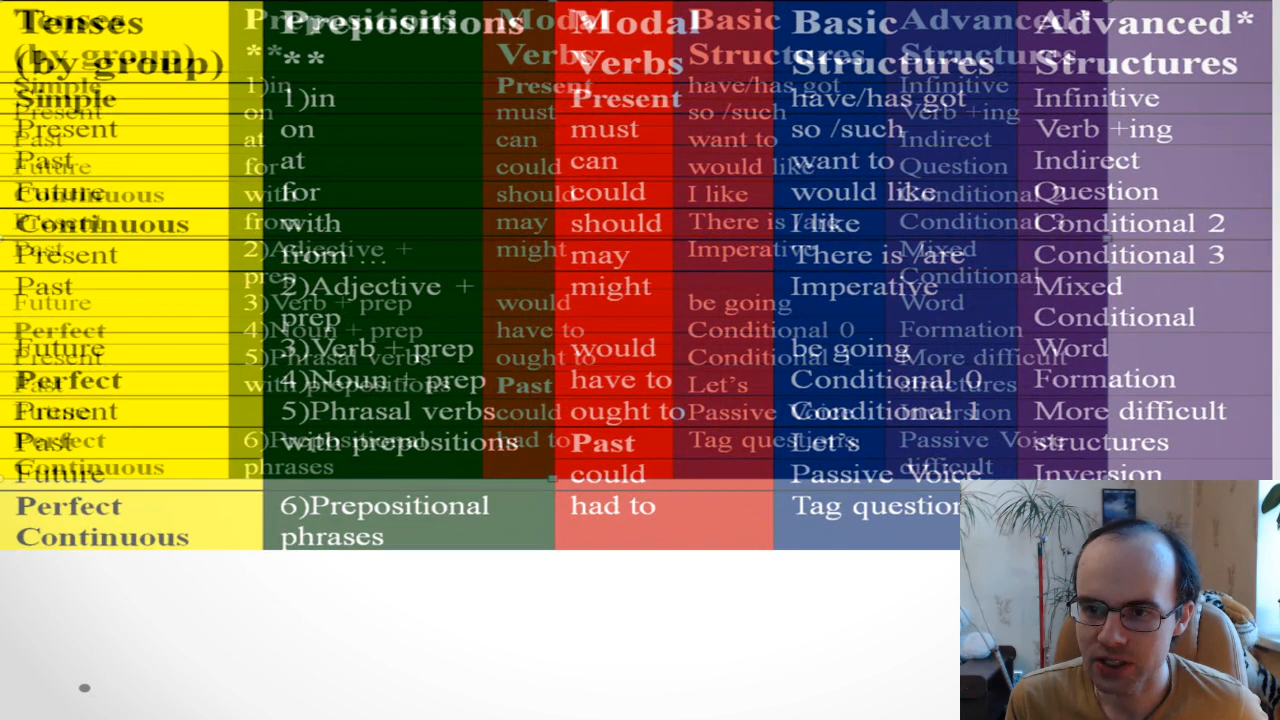 Tenses
(by group)
Simple
Present
Past
Future
Continuous
Present
Past
Future
Perfect
Present
Past
Future
Perfect
Continuous
Prepositions
**
1)in
on
at
for
with
from ...
2)Adjective +
prep
3)Verb + prep
4)Noun + prep
5)Phrasal verbs
with prepositions
6)Prepositional
phrases
Modal
Verbs
Present
must
can
could
should
may
might
would
have to
ought to
Past
could
had to
Basic
Structures
have/has got
so /such
want to
would like
I like
There is /are
Imperative
be going
Conditional 0
Conditional 1
Let's
Passive Voice
Tag question
Advanced*
Structures
Infinitive
Verb +ing
Indirect
Question
Conditional 2
Conditional 3
Mixed
Conditional
Word
Formation
More difficult
structures
Inversion